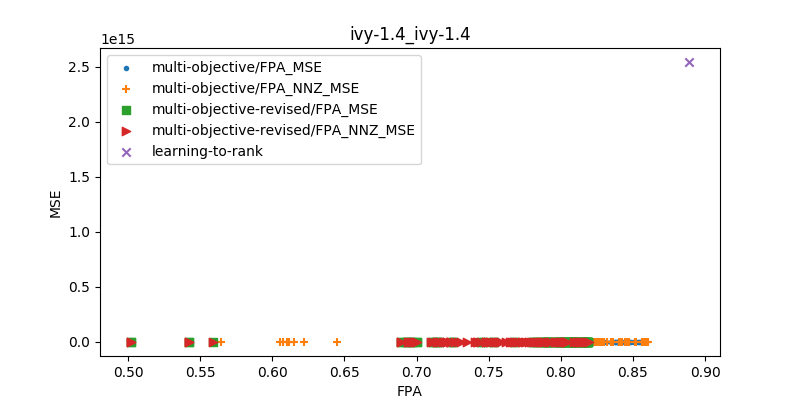 ivy-1.4_ivy-1.4
1e15
multi-objective/FPA_MSE
multi-objective/FPA_NNZ_MSE
multi-objective-revised/FPA_MSE
multi-objective-revised/FPA_NNZ_MSE
learning-to-rank
2.5
2.0
1.5
1.0
0.5
0.0
MSE
0.50 0.55 0.60 0.65 0.70 0.75 0.80 0.85 0.90
FPA